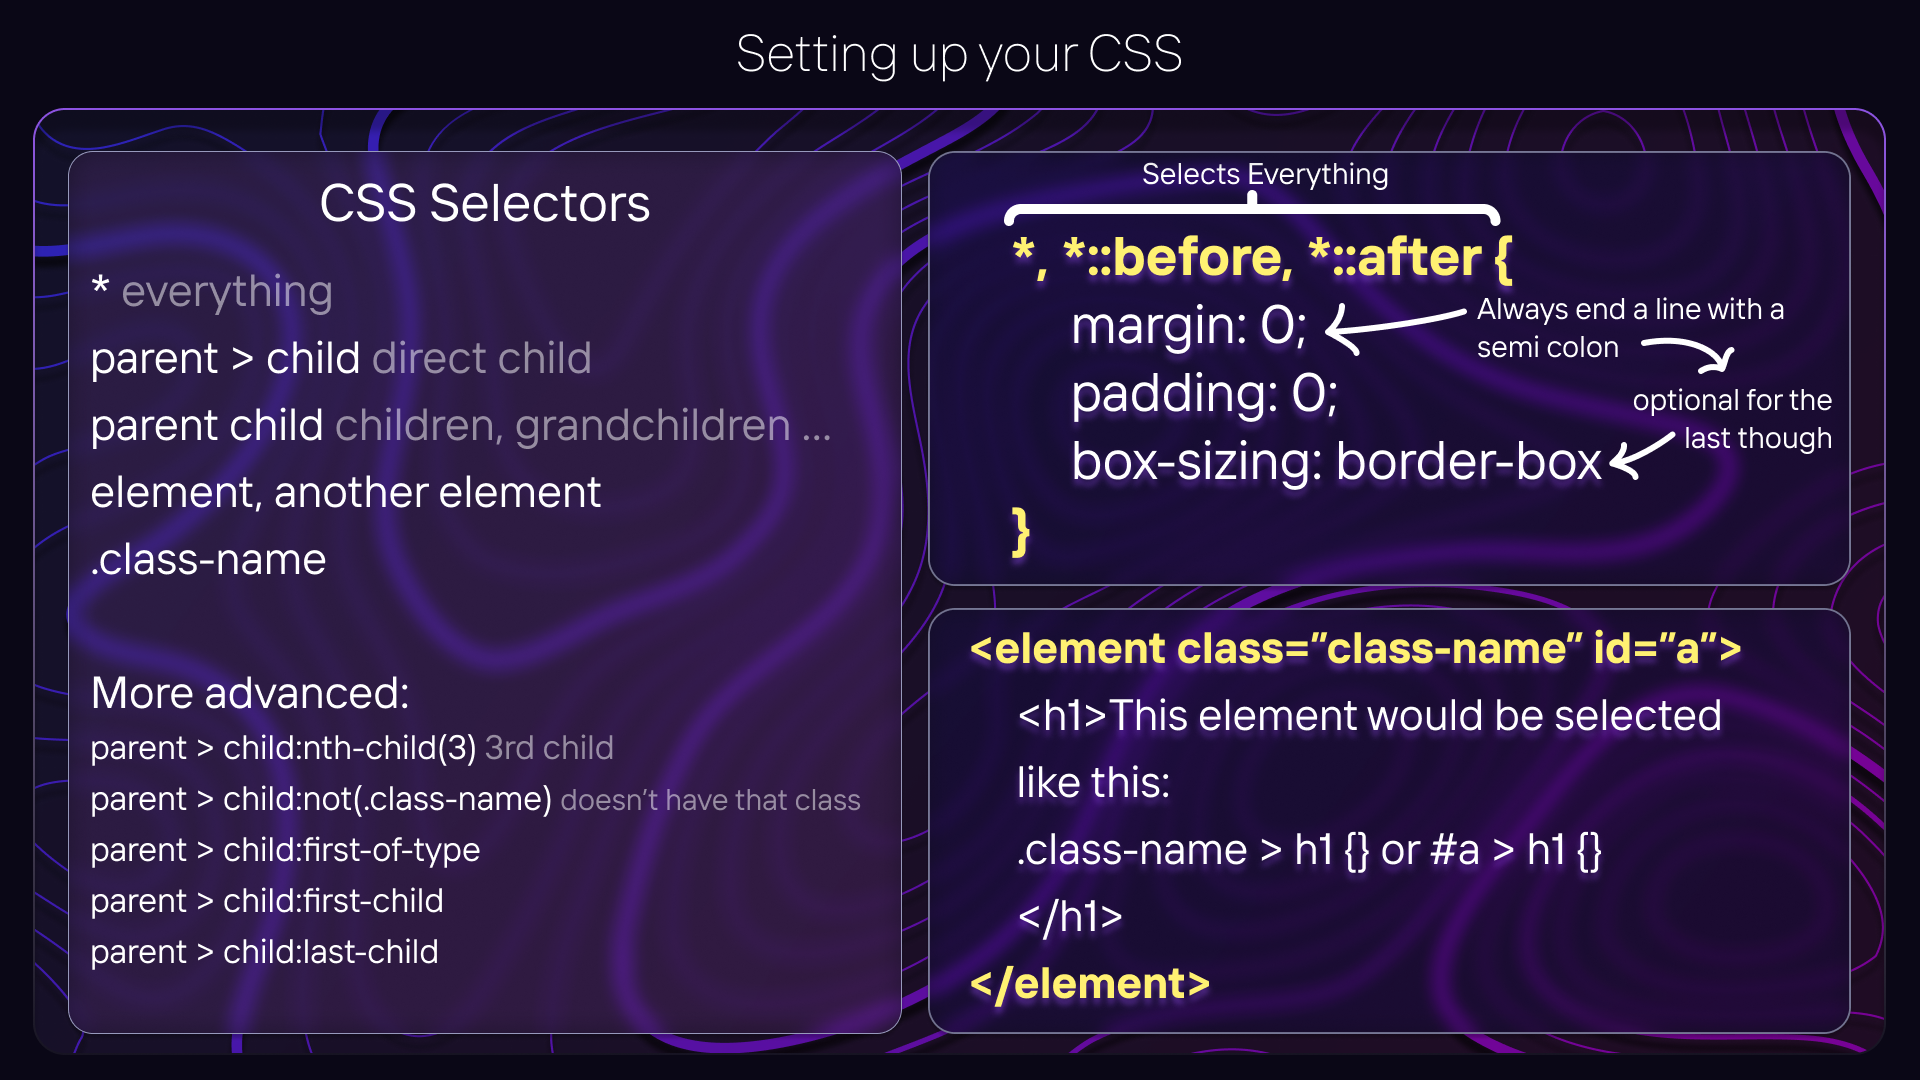 Setting up your CSS
CSS Selectors
* everything
parent > child direct child
parent child children, grandchildren ...
element, another element
.class-name
More advanced:
parent > child:nth-child(3) 3rd child
parent > child:not(.class-name) doesn't have that class
parent > child:first-of-type
parent > child:first-child
parent > child:last-child
Selects Everything
*, *::before, *::after {
margin: 0;
Always end a line with a
semi colon
padding: 0;
optional for the
last though
box-sizing: border-box
}
<element class=”class-name” id=”a”>
<h1>This element would be selected
like this:
.class-name > h1 {} or #a > h1 {}
</h1>
</element>